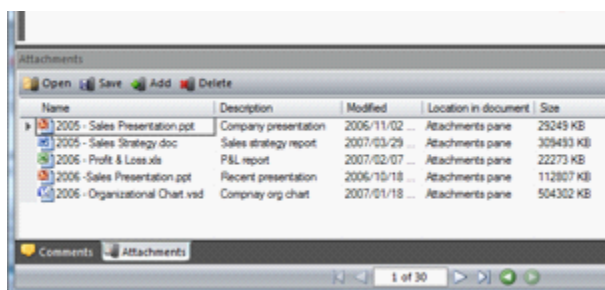 Attachments
Open Save Add Delete
Name Description Modified Location in document Size
2005 - Sales Presentation.ppt Company presentation 2006/11/02 ... Attachments pane 29249 KB
2005 - Sales Strategy doc Sales strategy report 2007/03/29 ... Attachments pane 309493 KB
2006 - Profit & Loss.xls P&L report 2007/02/07 ... Attachments pane 22273 KB
2006 -Sales Presentation.ppt Recent presentation 2006/10/18 ... Attachments pane 112807 KB
2006 - Organizational Chart.vsd Compnay org chart 2007/01/18 ... Attachments pane 504302 KB
Comments Attachments
1 of 30